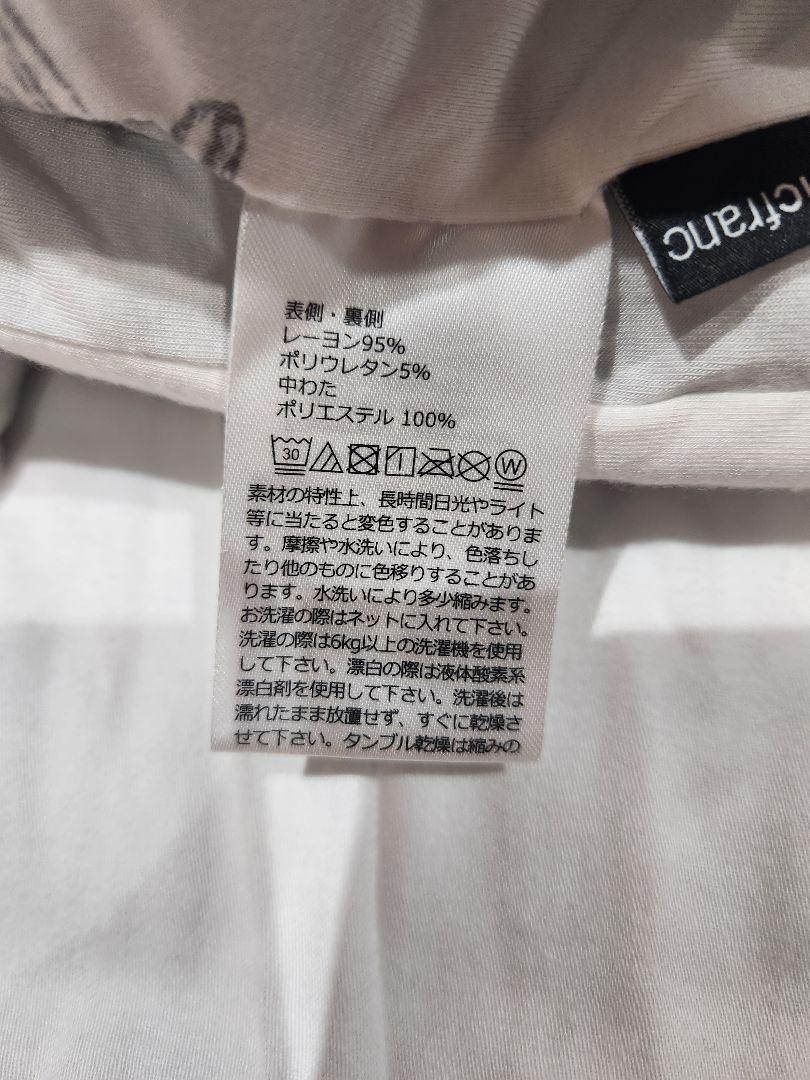 ncfranc
表側・裏側
レーヨン95%
ポリウレタン5%
中わた
ポリエステル 100%
30 W
素材の特性上、長時間日光やライト
等に当たると変色することがありま
す。摩擦や水洗いにより、色落ちし
たり他のものに色移りすることがあ
ります。水洗いにより多少縮みます。
お洗濯の際はネットに入れて下さい。
洗濯の際は6kg以上の洗濯機を使用
して下さい。漂白の際は液体酸素系
漂白剤を使用して下さい。洗濯後は
濡れたまま放置せず、すぐに乾燥さ
せて下さい。タンブル乾燥は縮みの